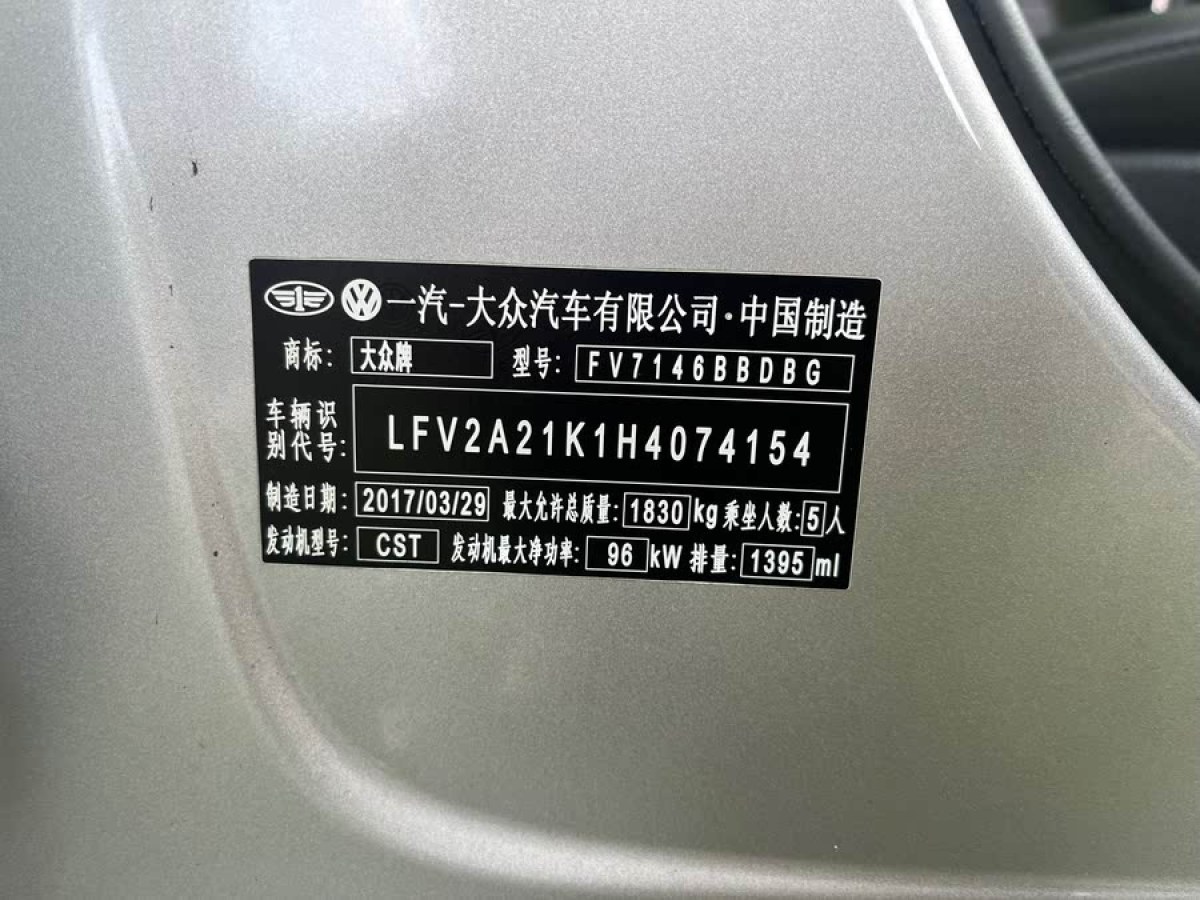 一汽-大众汽车有限公司·中国制造
商标: 大众牌 型号: FV7146BBDBG
车辆识
别代号: LFV2A21K1H4074154
制造日期: 2017/03/29 最大允许总质量: 1830 kg 乘坐人数: 5 人
发动机型号: CST 发动机最大净功率: 96 kW 排量: 1395 ml